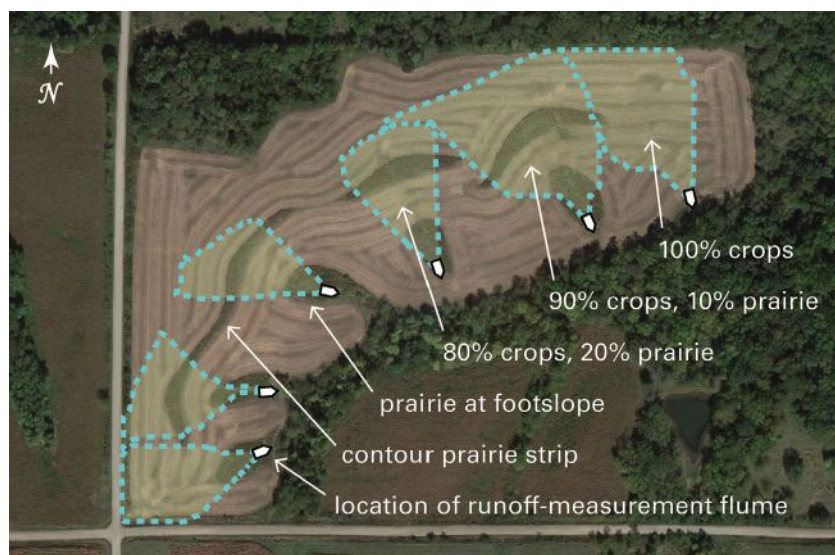 N
100% crops
90% crops, 10% prairie
80% crops, 20% prairie
prairie at footslope
contour prairie strip
location of runoff-measurement flume